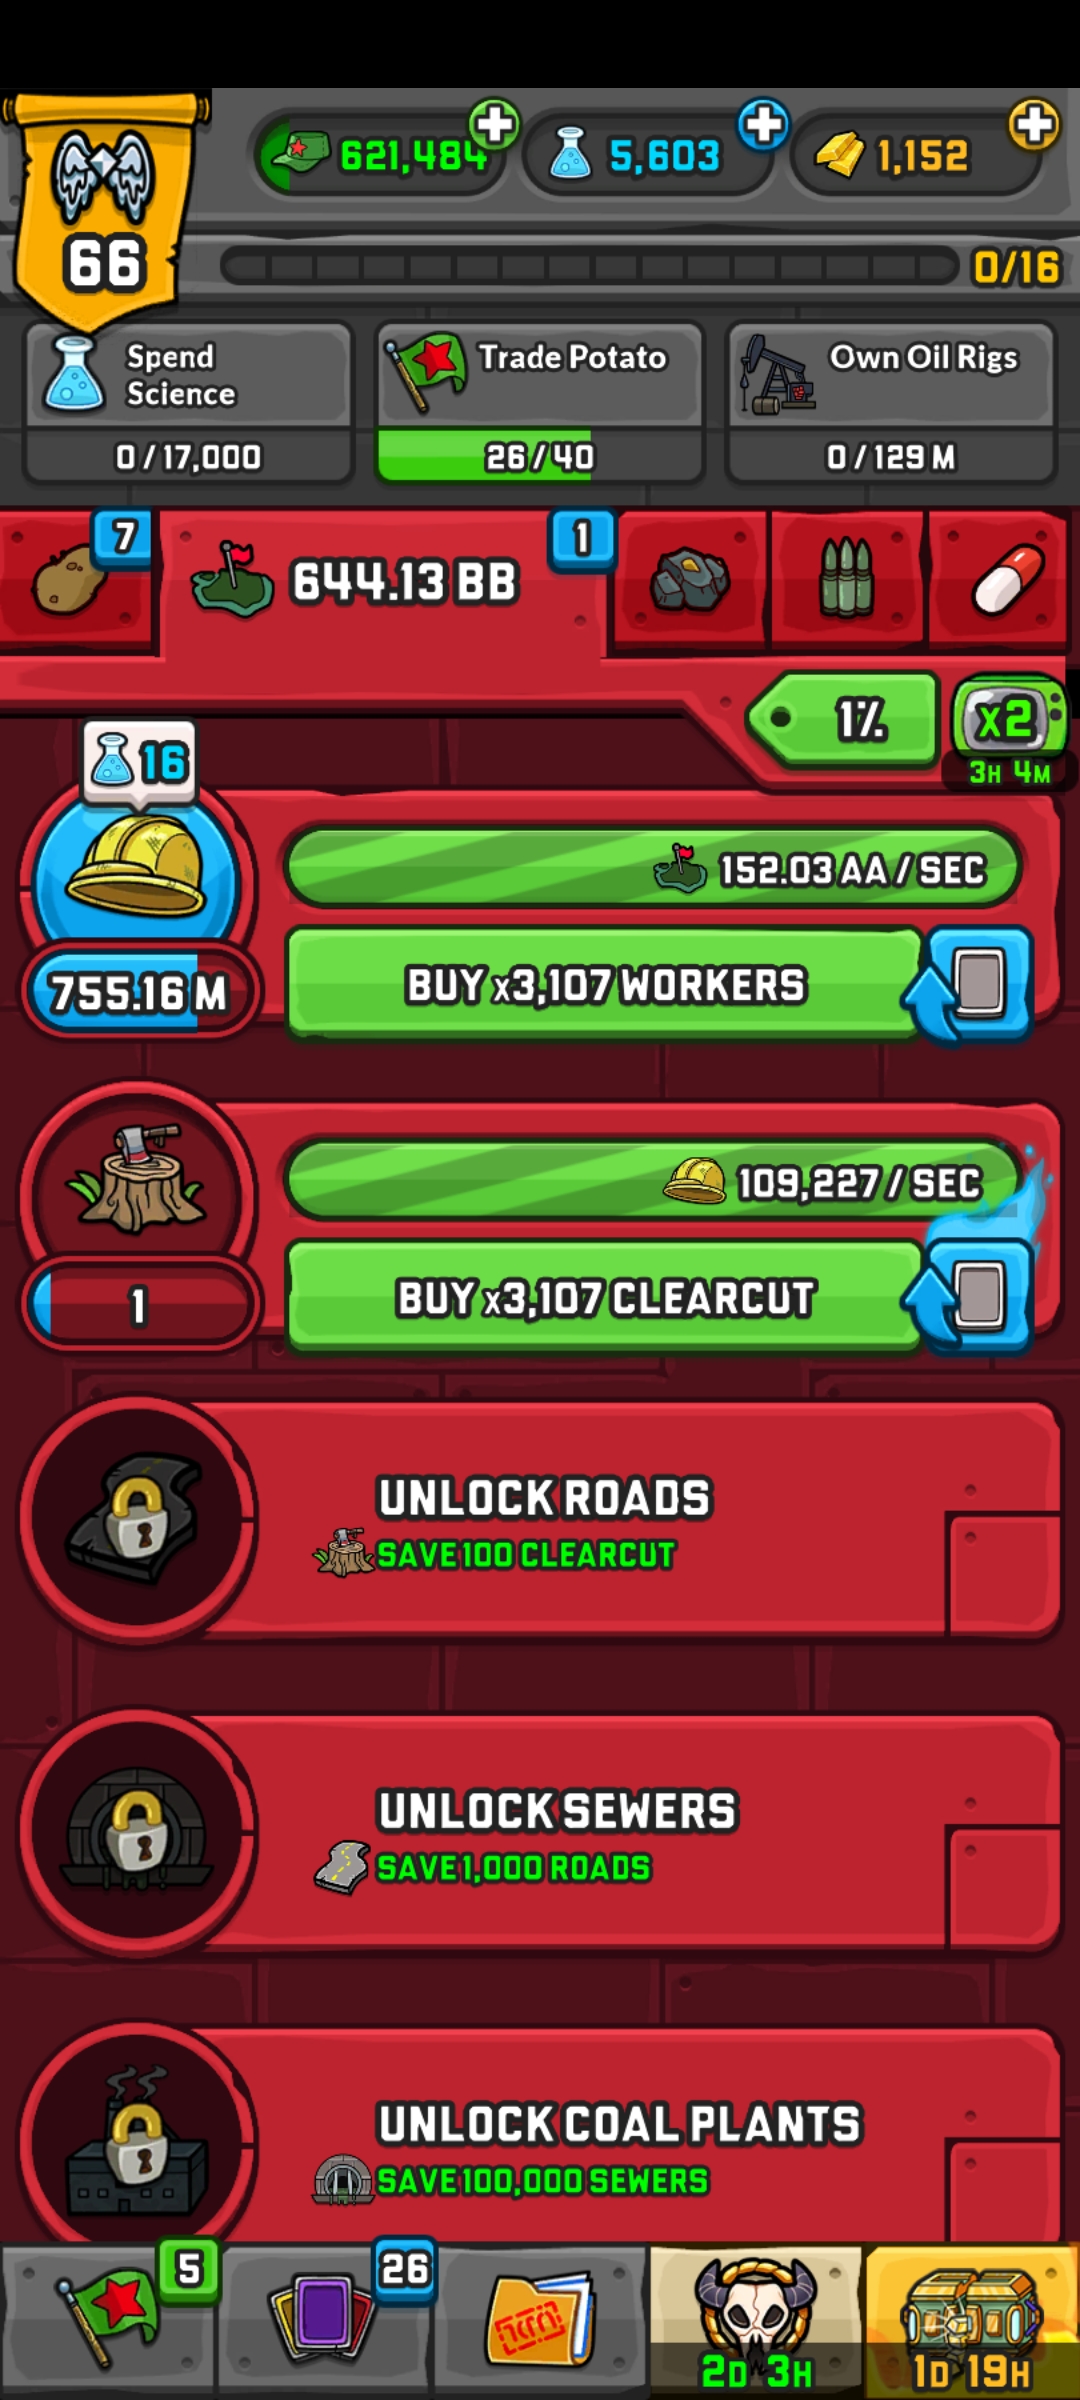 621,484
5,603
1,152
66
0/16
Spend
Science
0/17,000
Trade Potato
26/40
Own Oil Rigs
0/129 M
7
644.13 BB
1
1%
x2
3H 4M
16
152.03 AA / SEC
755.16 M
BUY x3,107 WORKERS
109,227 / SEC
1
BUY x3,107 CLEARCUT
UNLOCK ROADS
SAVE 100 CLEARCUT
UNLOCK SEWERS
SAVE 1,000 ROADS
UNLOCK COAL PLANTS
SAVE 100,000 SEWERS
5
26
2D 3H
1D 19H